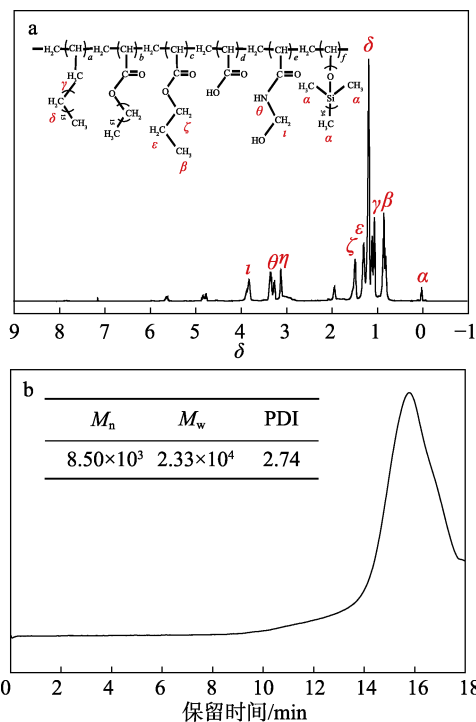 a
δ
H₂C CH a H₂C CH b H₂C CH c H₂C CH d H₂C CH e H₂C CH f
γ CH₂ C=O C=O C=O C=O O
H₂C O O HO HN H₃C Si CH₃
δ CH₃ CH₂ ζ θ CH₂ α α
H₃C H₂C HO ι H₃C
ε CH₃ α
β
ι θ η ζ ε γ β α
9 8 7 6 5 4 3 2 1 0 −1
δ
b
Mn Mw PDI
8.50×10³ 2.33×10⁴ 2.74
0 2 4 6 8 10 12 14 16 18
保留时间/min